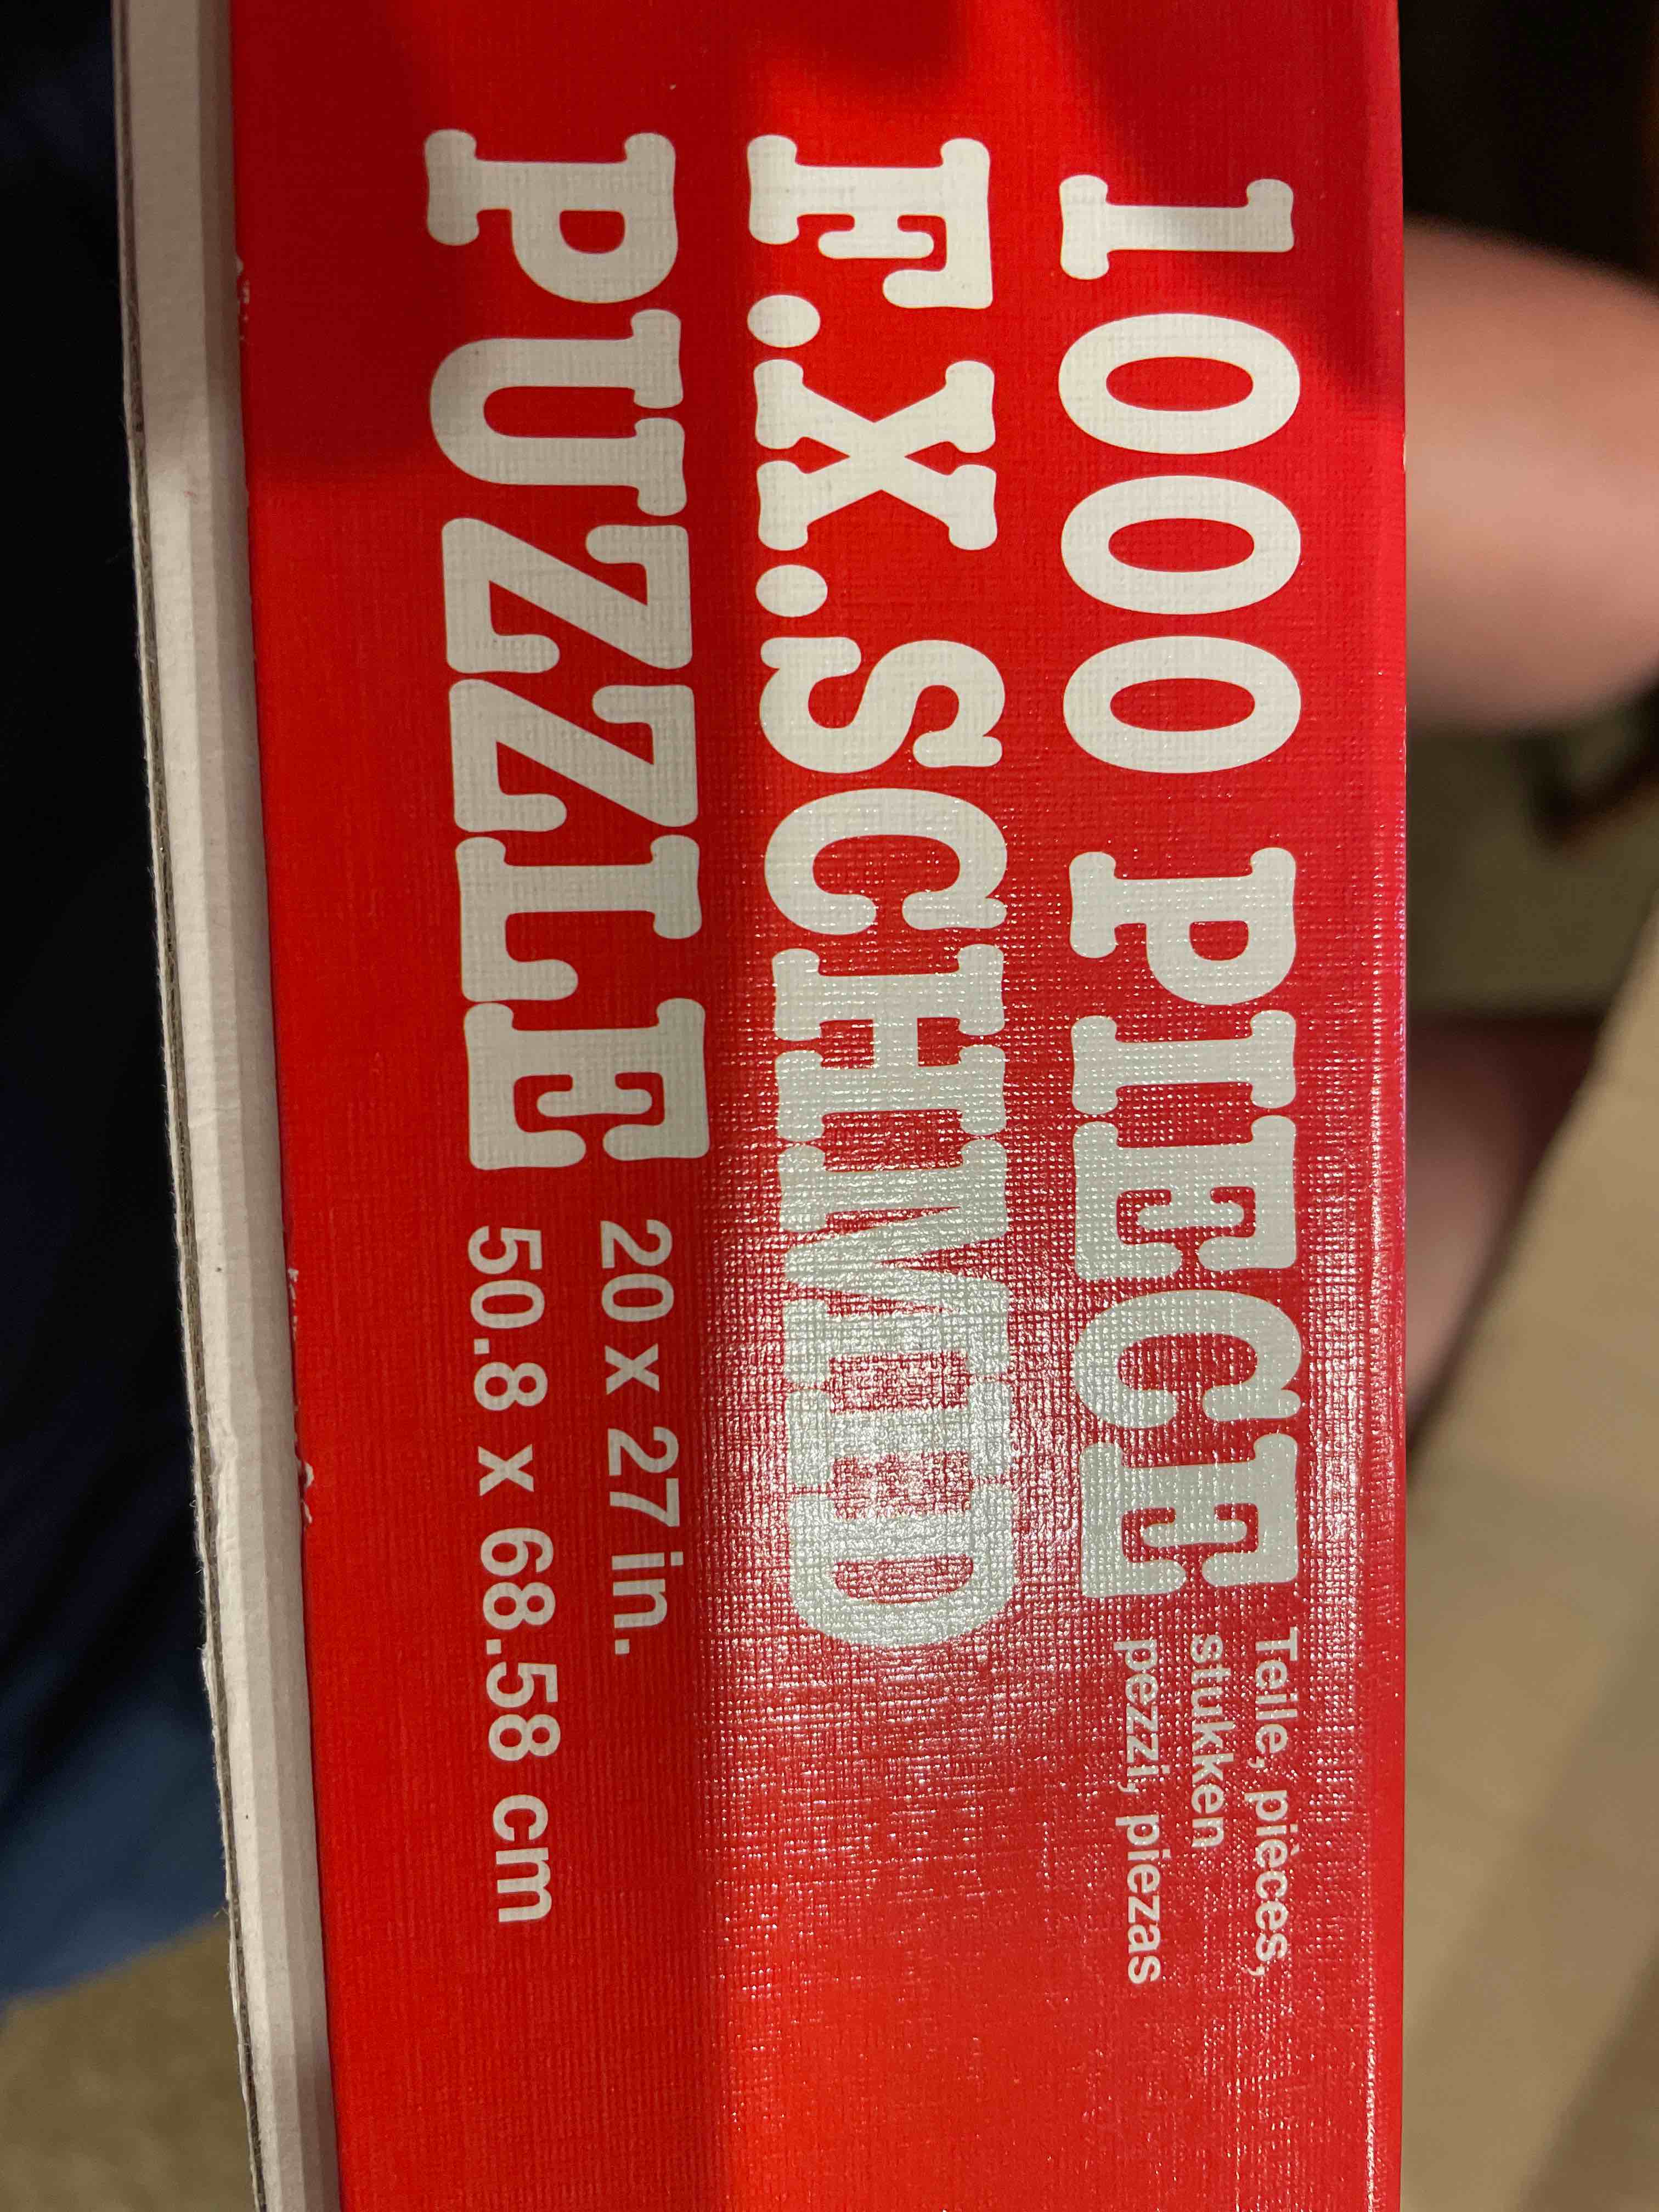 1000 PIECE
Teile, pièces,
stukken
pezzi, piezas
F.X.SCHMID
PUZZLE
20 x 27 in.
50.8 x 68.58 cm